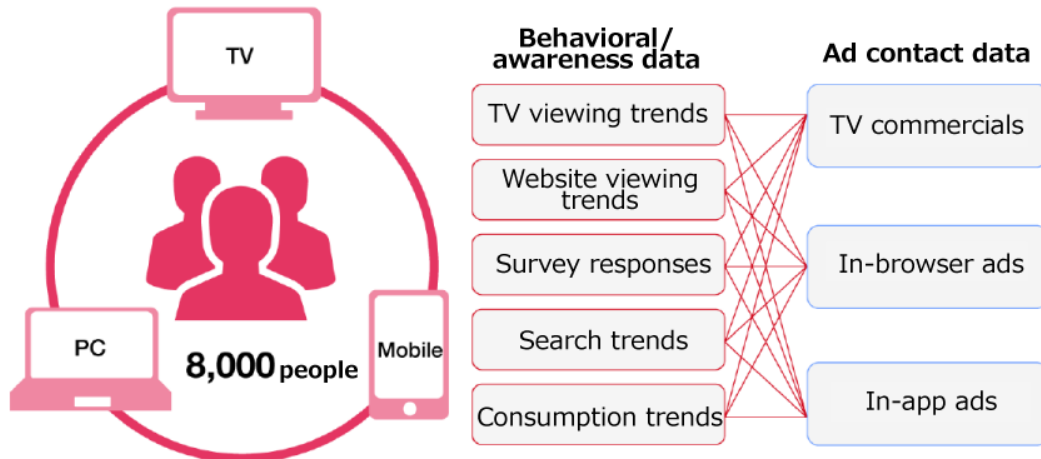 TV
PC
Mobile
8,000 people
Behavioral/
awareness data
TV viewing trends
Website viewing
trends
Survey responses
Search trends
Consumption trends
Ad contact data
TV commercials
In-browser ads
In-app ads